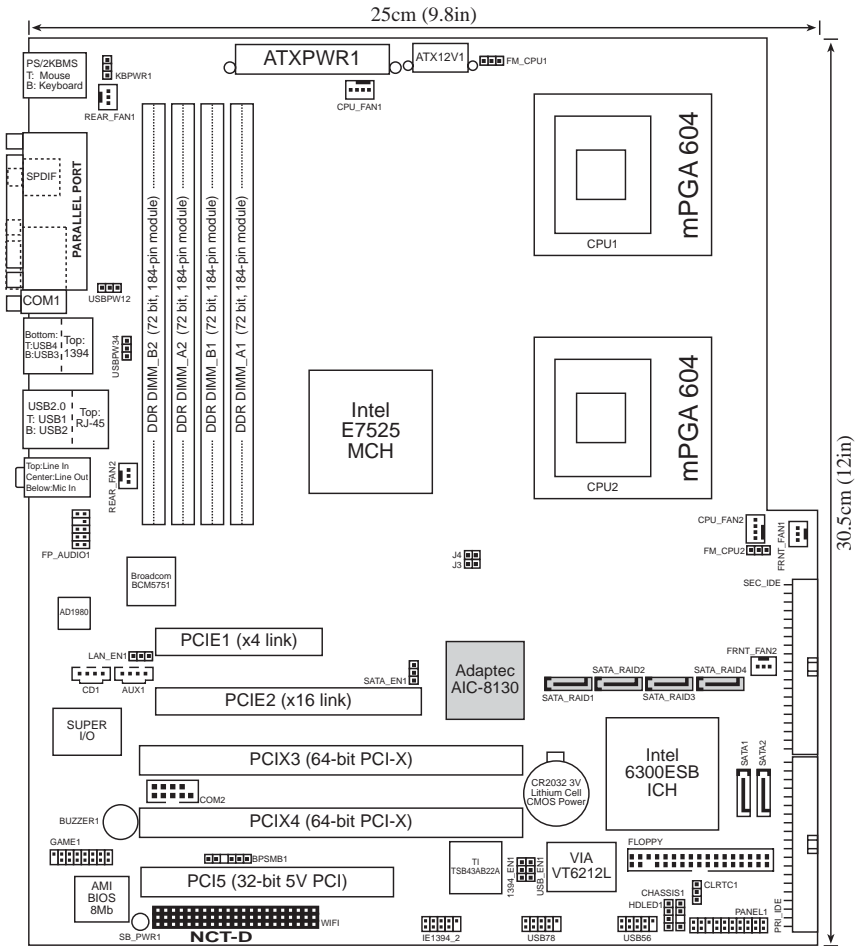 25cm (9.8in)
30.5cm (12in)
PS/2KBMS
T: Mouse
B: Keyboard
KBPWR1
REAR_FAN1
ATXPWR1
ATX12V1
FM_CPU1
CPU_FAN1
SPDIF
PARALLEL PORT
COM1
USBPW12
Bottom:
T:USB4
B:USB3
Top:
1394
USBPW34
USB2.0
T: USB1
B: USB2
Top:
RJ-45
Top:Line In
Center:Line Out
Below:Mic In
REAR_FAN2
FP_AUDIO1
DDR DIMM_B2 (72 bit, 184-pin module)
DDR DIMM_A2 (72 bit, 184-pin module)
DDR DIMM_B1 (72 bit, 184-pin module)
DDR DIMM_A1 (72 bit, 184-pin module)
mPGA 604
CPU1
Intel
E7525
MCH
mPGA 604
CPU2
CPU_FAN2
FM_CPU2
FRNT_FAN1
J4
J3
SEC_IDE
Broadcom
BCM5751
AD1980
PCIE1 (x4 link)
LAN_EN1
CD1
AUX1
SATA_EN1
PCIE2 (x16 link)
Adaptec
AIC-8130
SATA_RAID1
SATA_RAID2
SATA_RAID3
SATA_RAID4
FRNT_FAN2
SUPER
I/O
PCIX3 (64-bit PCI-X)
COM2
CR2032 3V
Lithium Cell
CMOS Power
Intel
6300ESB
ICH
SATA1
SATA2
BUZZER1
PCIX4 (64-bit PCI-X)
GAME1
BPSMB1
TI
TSB43AB22A
1394_EN1
USB_EN1
VIA
VT6212L
FLOPPY
PCI5 (32-bit 5V PCI)
AMI
BIOS
8Mb
CLRTC1
CHASSIS1
HDLED1
PANEL1
PRI_IDE
SB_PWR1
NCT-D
WIFI
IE1394_2
USB78
USB56